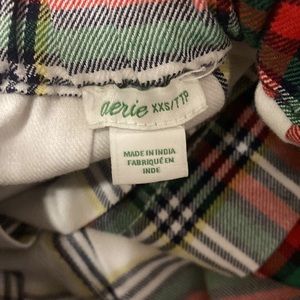 aerie XXS/TTP
MADE IN INDIA
FABRIQUÉ EN
INDE